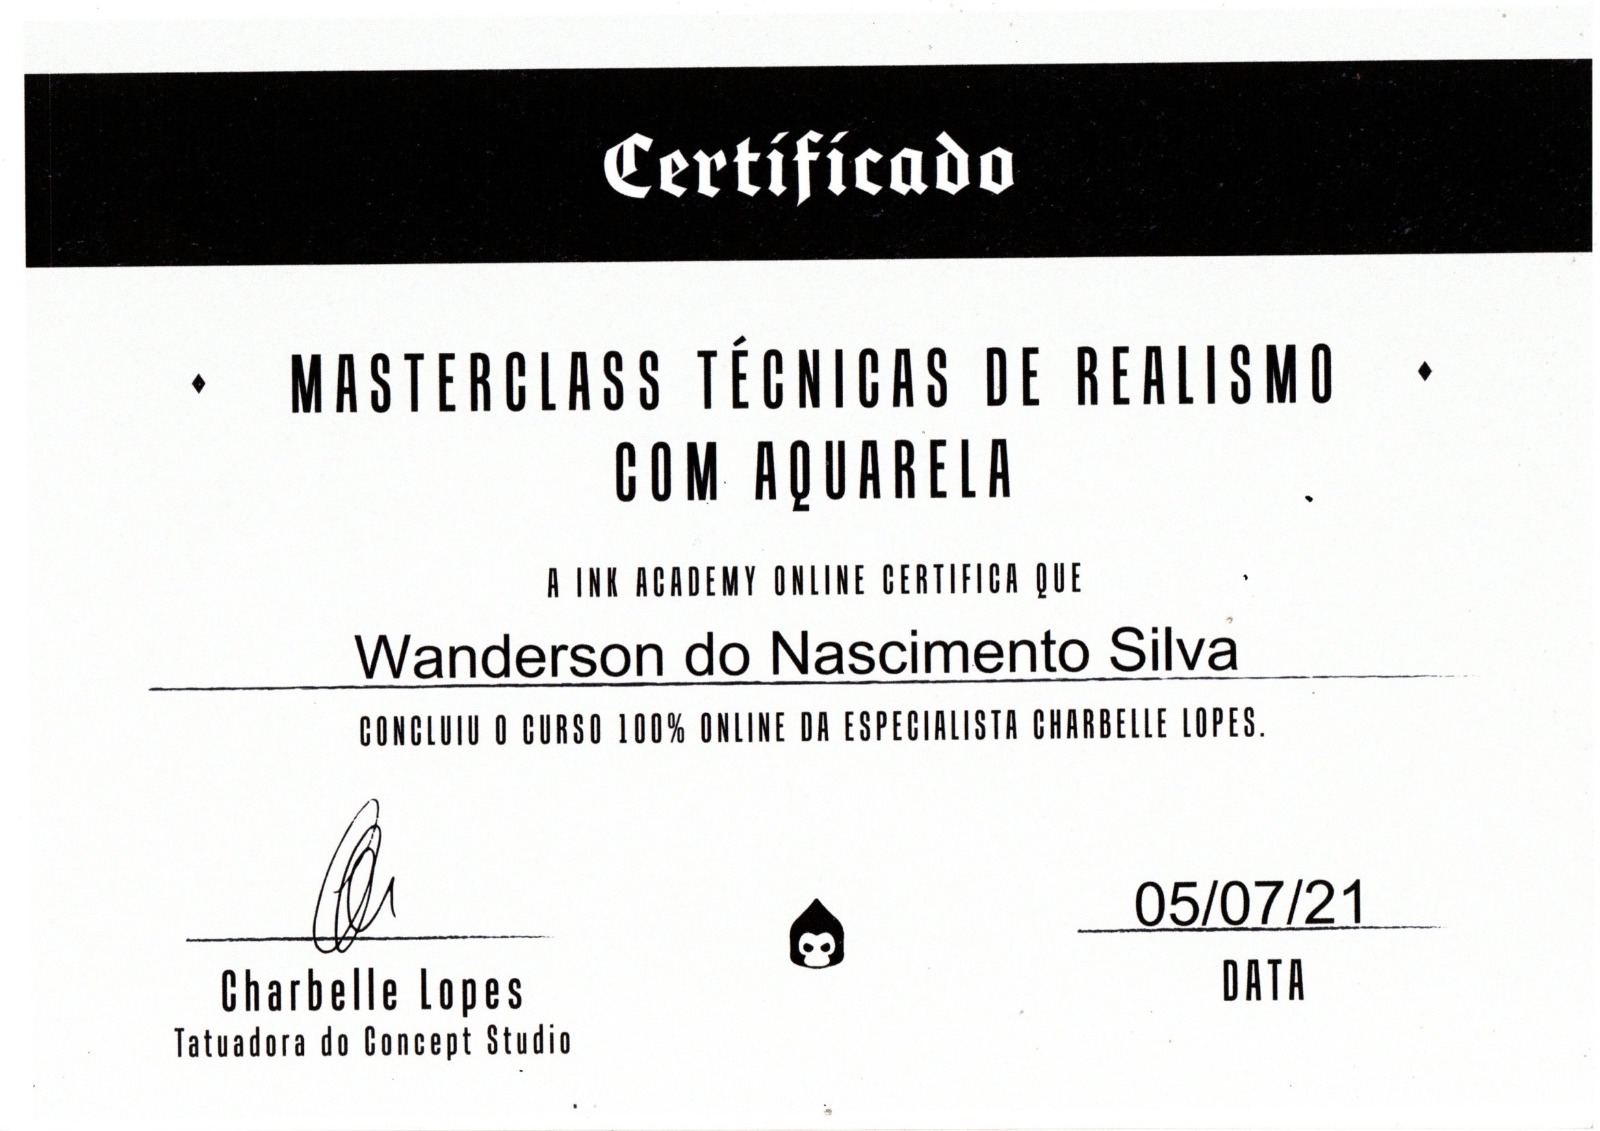 Certificado
MASTERCLASS TÉCNICAS DE REALISMO
COM AQUARELA
A INK ACADEMY ONLINE CERTIFICA QUE
Wanderson do Nascimento Silva
CONCLUIU O CURSO 100% ONLINE DA ESPECIALISTA CHARBELLE LOPES.
05/07/21
Charbelle Lopes
DATA
Tatuadora do Concept Studio